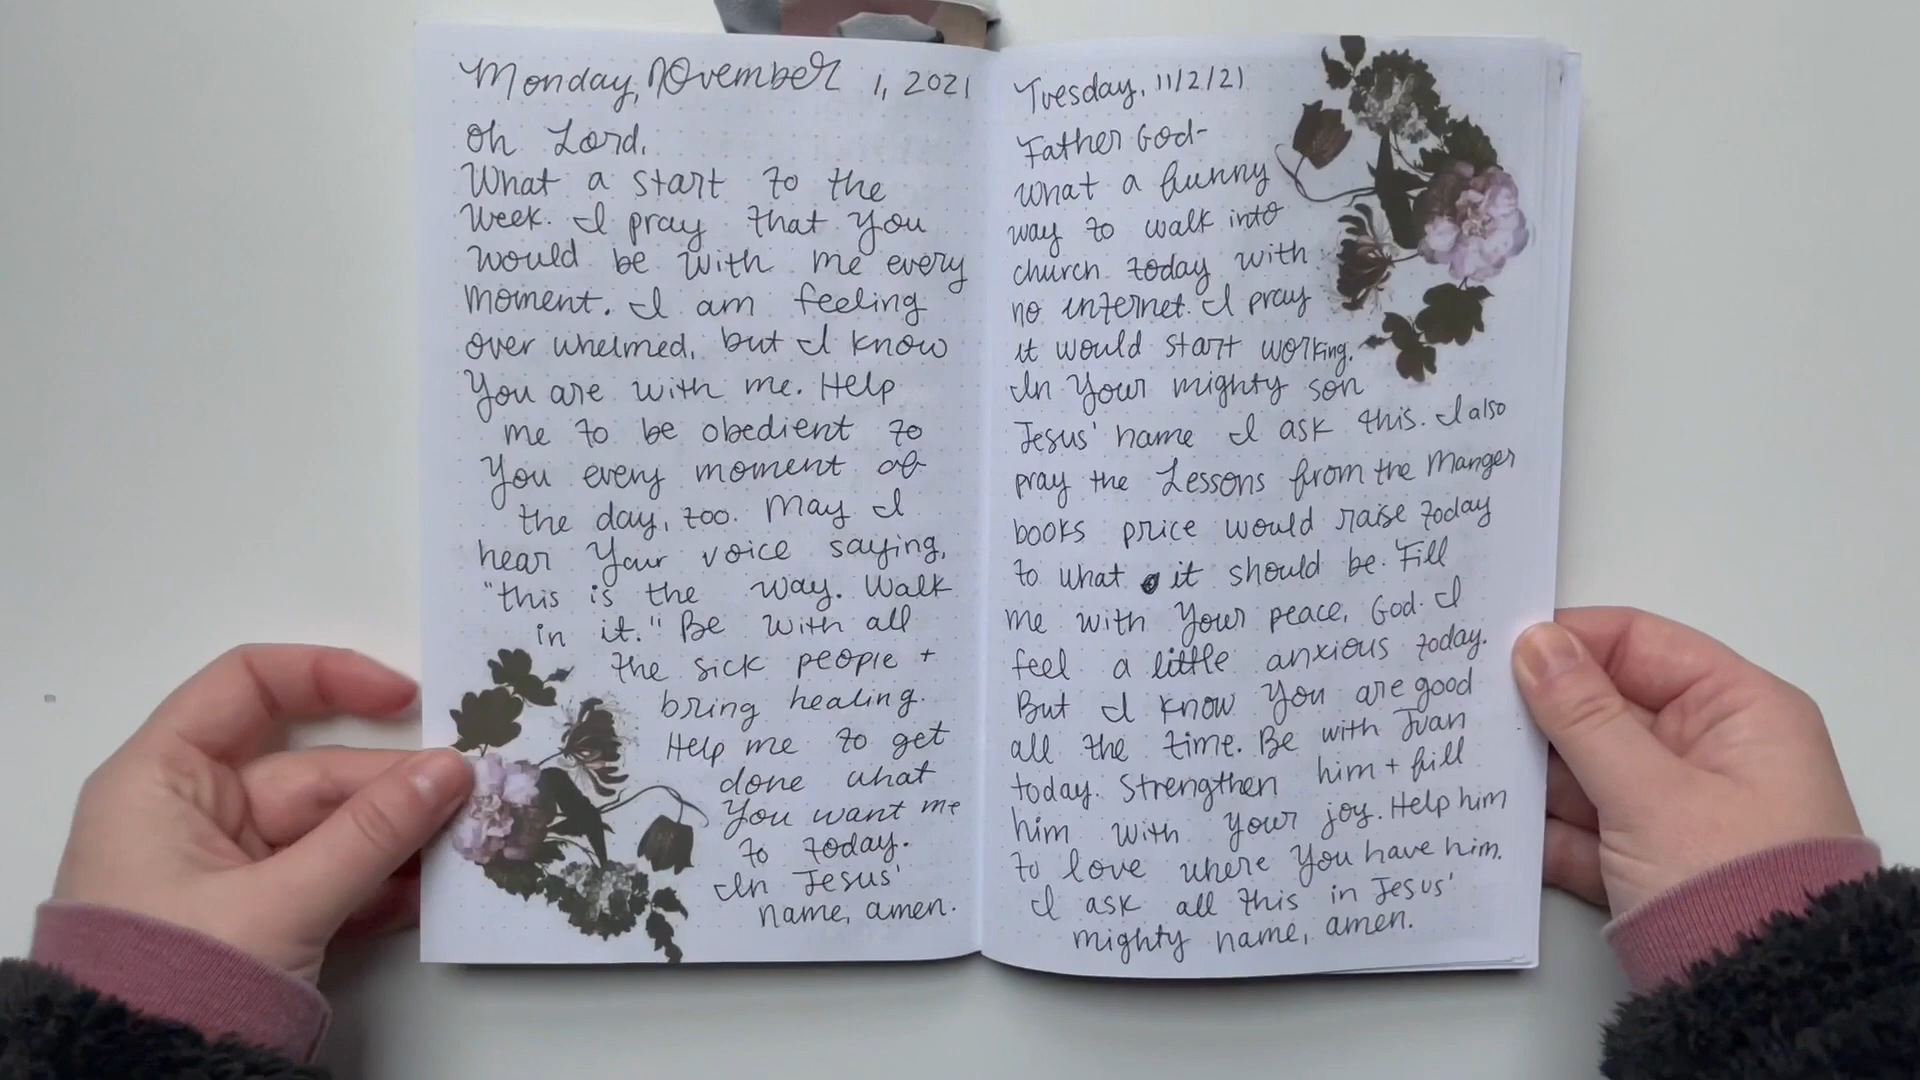 Monday, November 1, 2021
Oh Lord,
What a start to the
week. I pray that You
would be with me every
moment. I am feeling
over whelmed, but I know
You are with me. Help
me to be obedient to
You every moment of
the day, too. May I
hear Your voice saying,
"this is the way. Walk
in it." Be with all
the sick people +
bring healing.
Help me to get
done what
You want me
to today.
In Jesus'
name, amen.
Tuesday, 11/2/21
Father God-
what a funny
way to walk into
church today with
no internet. I pray
it would start working.
In Your mighty son
Jesus' name I ask this. I also
pray the Lessons from the Manger
books price would raise today
to what it should be. Fill
me with Your peace, God. I
feel a little anxious today.
But I know You are good
all the time. Be with Juan
today. Strengthen him + fill
him with Your joy. Help him
to love where You have him.
I ask all this in Jesus'
mighty name, amen.